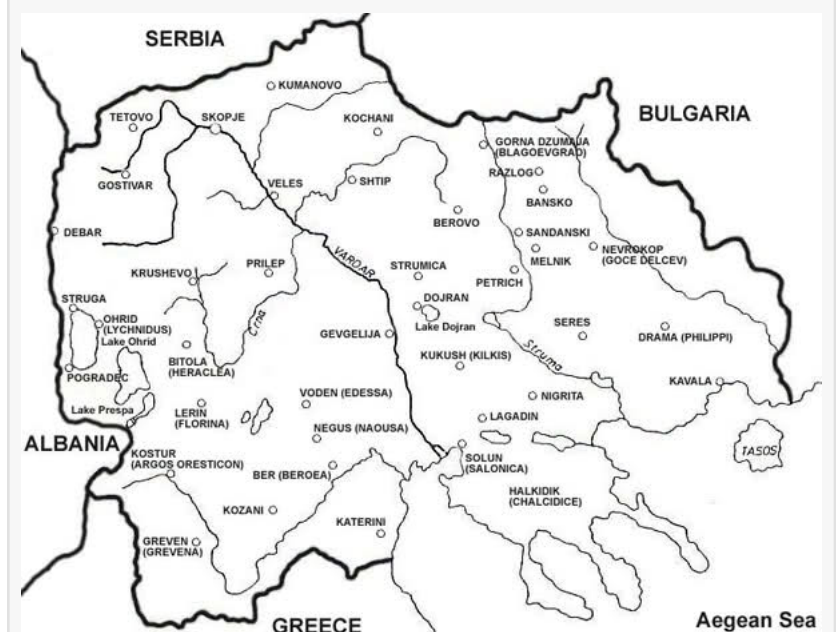 SERBIA
KUMANOVO
BULGARIA
TETOVO
SKOPJE
KOCHANI
GORNA DZUMAJA
(BLAGOEVGRAD)
RAZLOG
GOSTIVAR
VELES
SHTIP
BANSKO
BEROVO
DEBAR
SANDANSKI
NEVROKOP
(GOCE DELCEV)
MELNIK
VARDAR
KRUSHEVO
PRILEP
STRUMICA
PETRICH
STRUGA
DOJRAN
OHRID
(LYCHNIDUS)
Lake Ohrid
Crna
Lake Dojran
SERES
DRAMA (PHILIPPI)
GEVGELIJA
Struma
BITOLA
(HERACLEA)
KUKUSH (KILKIS)
POGRADEC
KAVALA
VODEN (EDESSA)
NIGRITA
Lake Prespa
LERIN
(FLORINA)
LAGADIN
NEGUS (NAOUSA)
ALBANIA
TASOS
KOSTUR
(ARGOS ORESTICON)
SOLUN
(SALONICA)
BER (BEROEA)
HALKIDIK
(CHALCIDICE)
KOZANI
KATERINI
GREVEN
(GREVENA)
GREECE
Aegean Sea